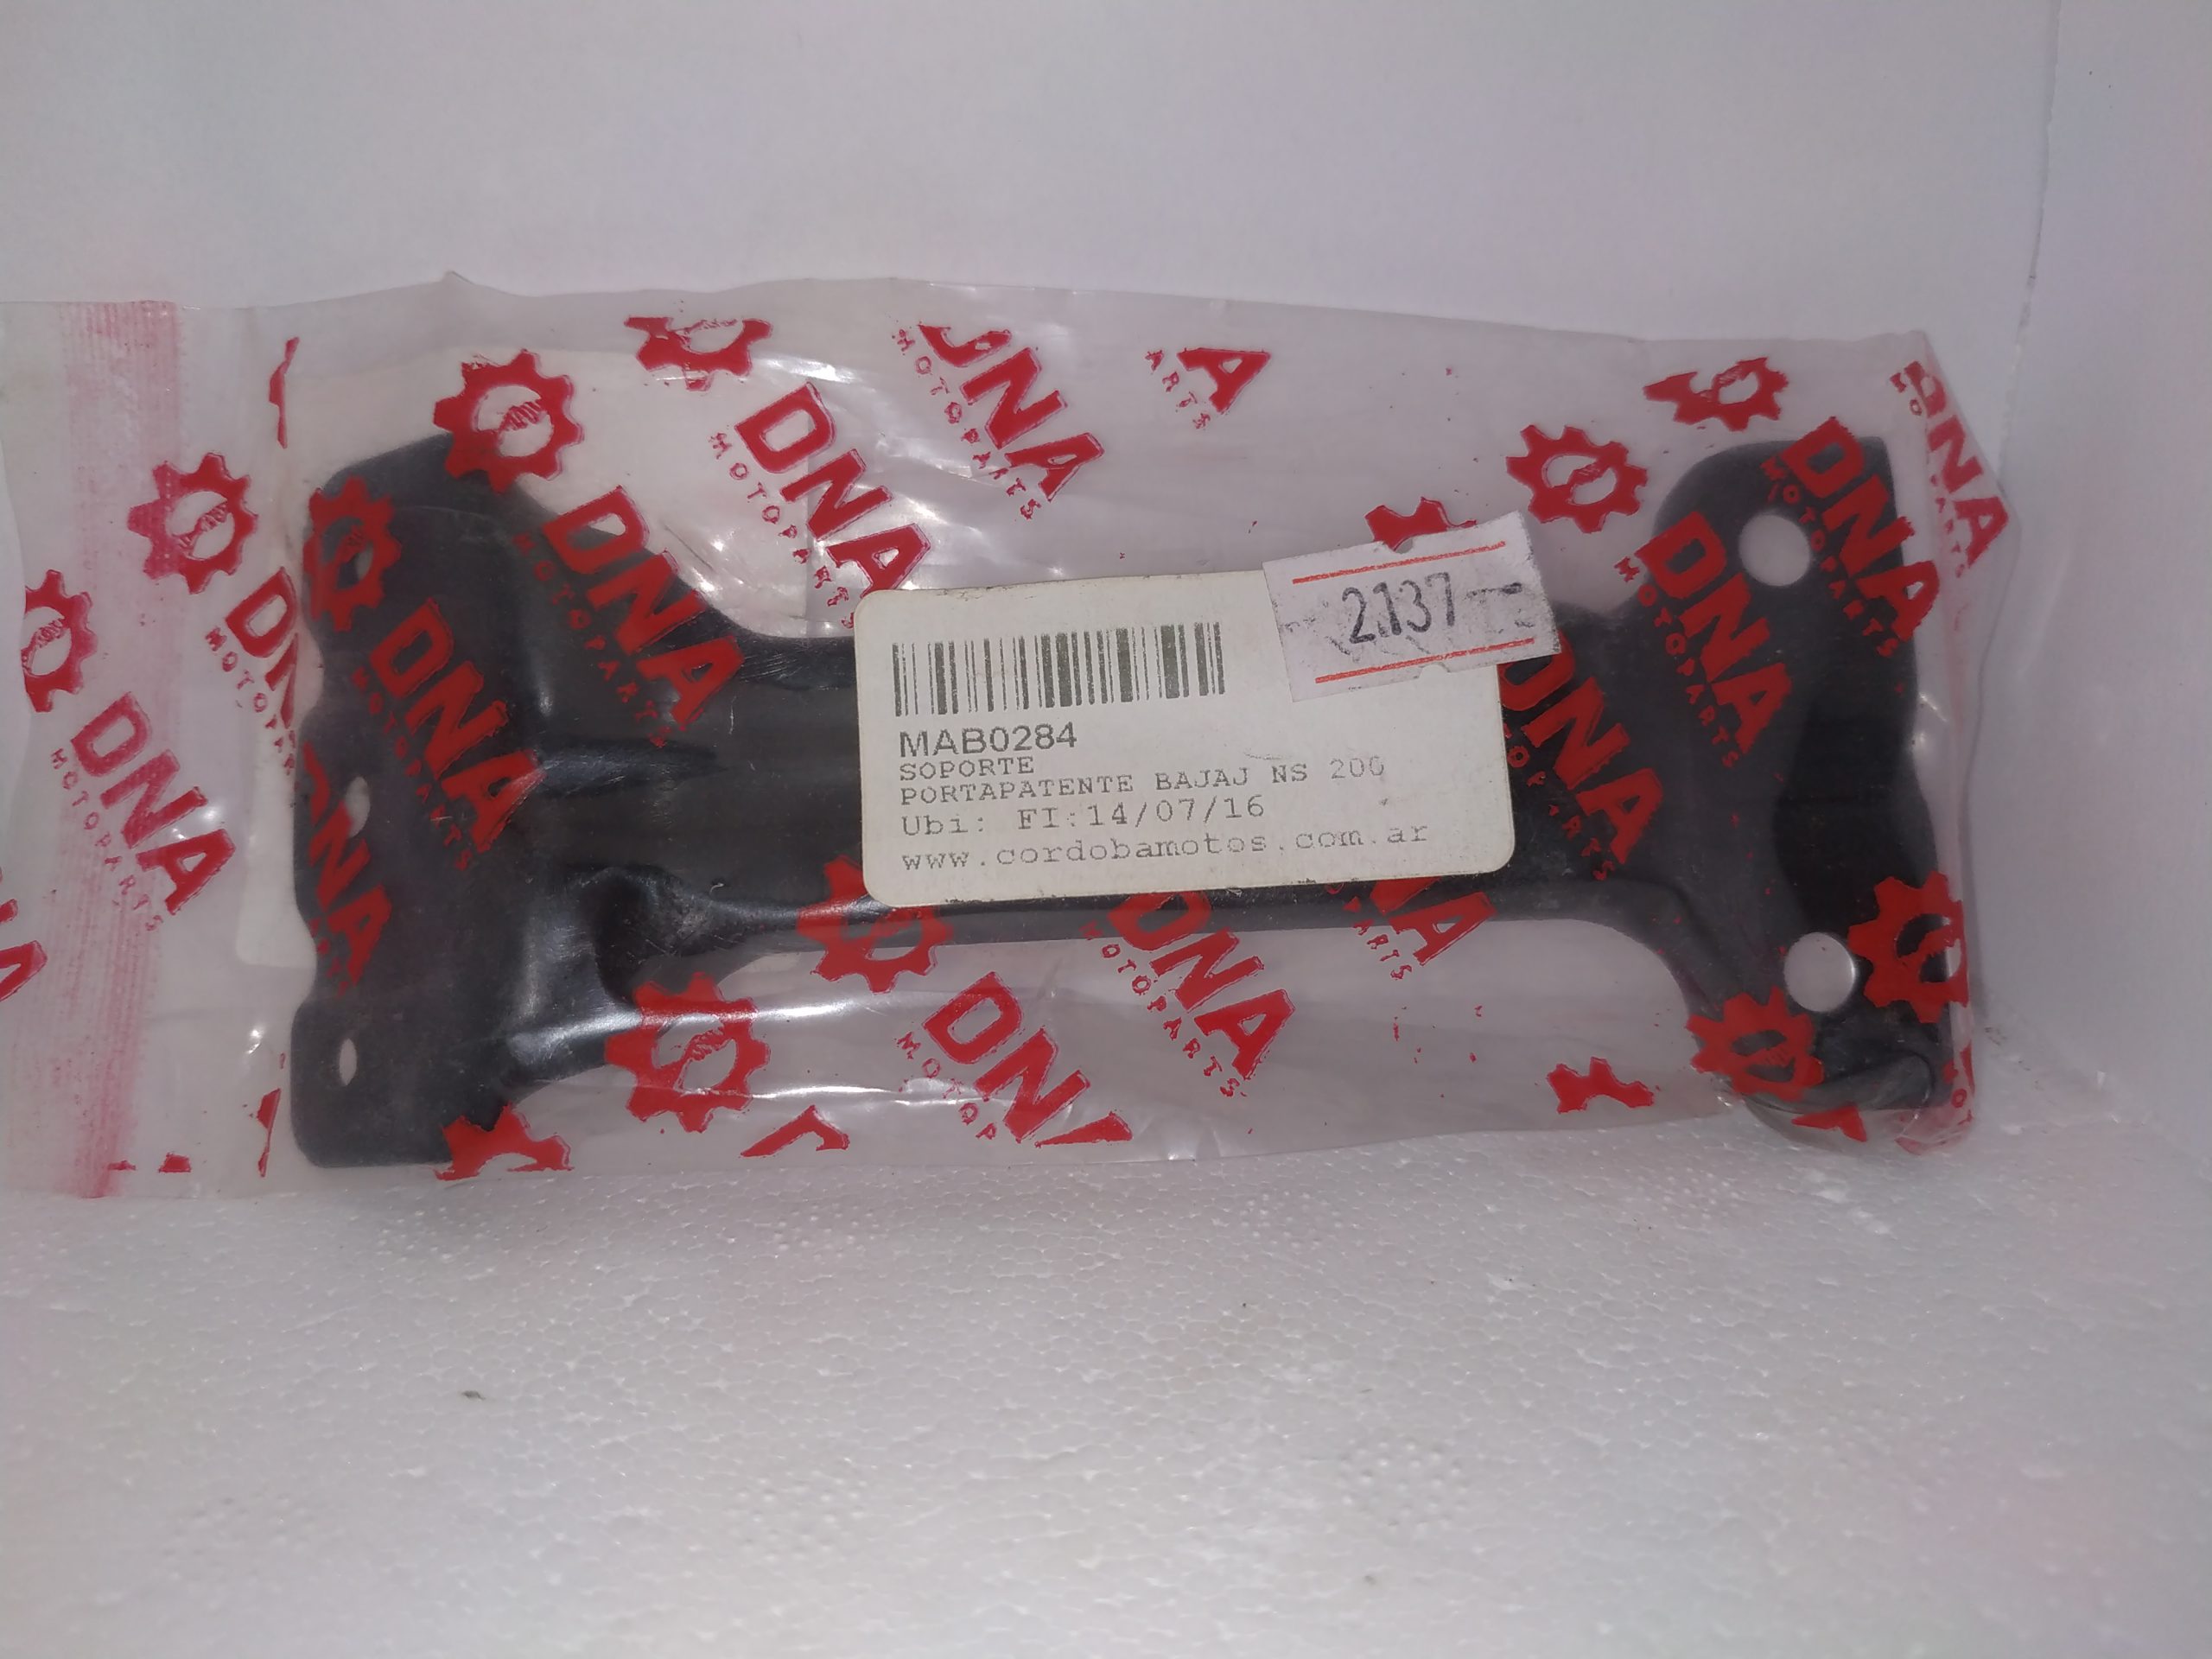 DNA
MOTOPARTS
2137
MAB0284
SOPORTE
PORTAPATENTE BAJAJ NS 200
Ubi: FI:14/07/16
www.cordobamotos.com.ar